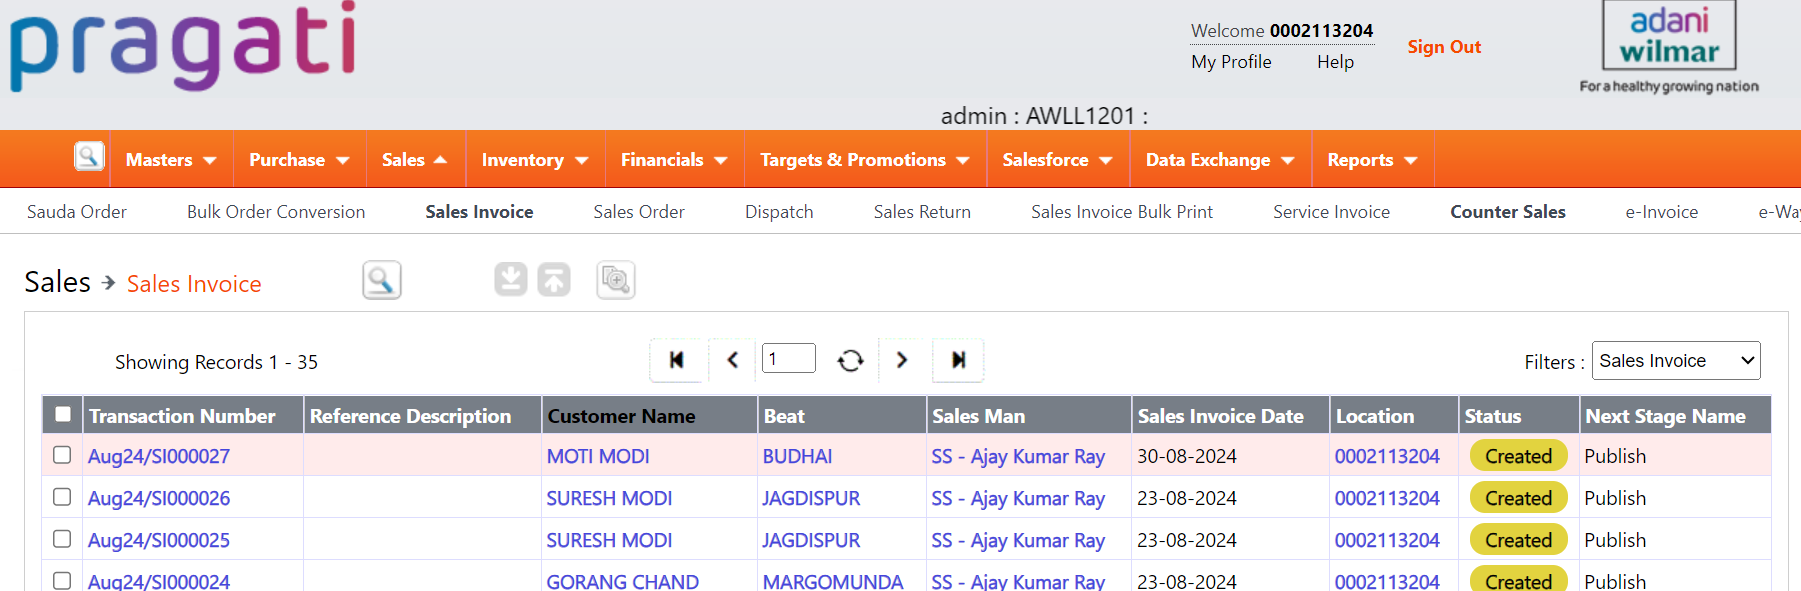 pragati
Welcome 0002113204
My Profile Help
Sign Out
adani
wilmar
For a healthy growing nation
admin : AWLL1201 :
Masters Purchase Sales Inventory Financials Targets & Promotions Salesforce Data Exchange Reports
Sauda Order Bulk Order Conversion Sales Invoice Sales Order Dispatch Sales Return Sales Invoice Bulk Print Service Invoice Counter Sales e-Invoice e-Way
Sales Sales Invoice
Showing Records 1 - 35 1 Filters : Sales Invoice
Transaction Number Reference Description Customer Name Beat Sales Man Sales Invoice Date Location Status Next Stage Name
Aug24/SI000027 MOTI MODI BUDHAI SS - Ajay Kumar Ray 30-08-2024 0002113204 Created Publish
Aug24/SI000026 SURESH MODI JAGDISPUR SS - Ajay Kumar Ray 23-08-2024 0002113204 Created Publish
Aug24/SI000025 SURESH MODI JAGDISPUR SS - Ajay Kumar Ray 23-08-2024 0002113204 Created Publish
Aug24/SI000024 GORANG CHAND MARGOMUNDA SS - Ajay Kumar Ray 23-08-2024 0002113204 Created Publish